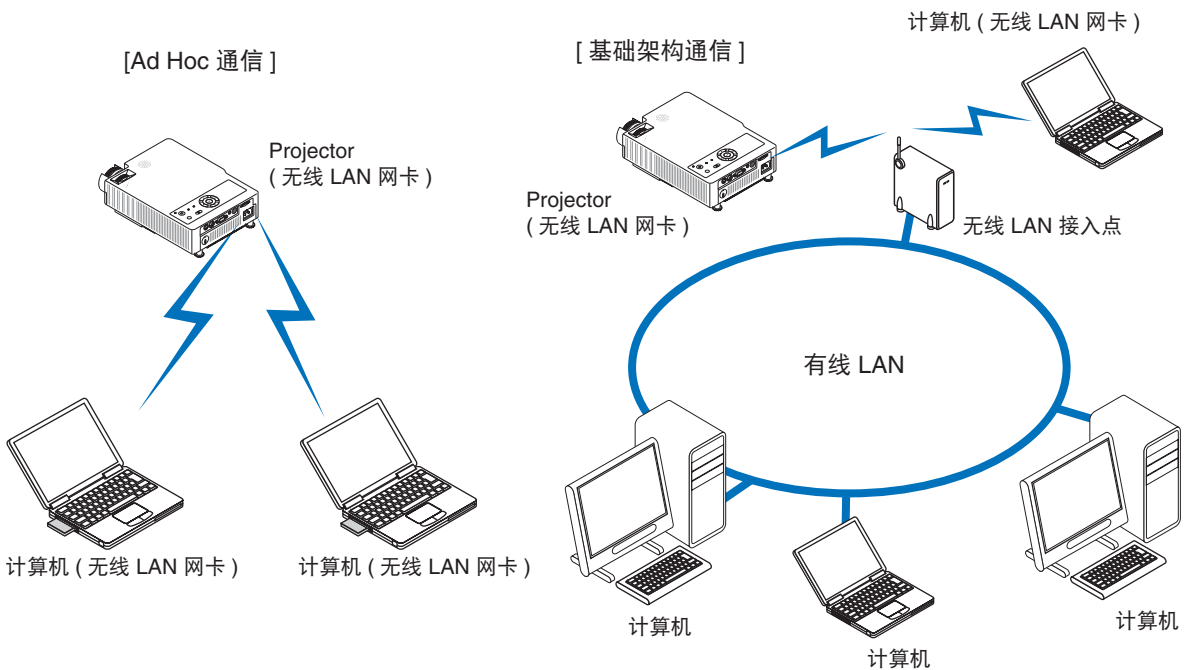 [Ad Hoc 通信 ]
Projector
( 无线 LAN 网卡 )
计算机 ( 无线 LAN 网卡 )
计算机 ( 无线 LAN 网卡 )
[ 基础架构通信 ]
计算机 ( 无线 LAN 网卡 )
Projector
( 无线 LAN 网卡 )
无线 LAN 接入点
有线 LAN
计算机
计算机
计算机